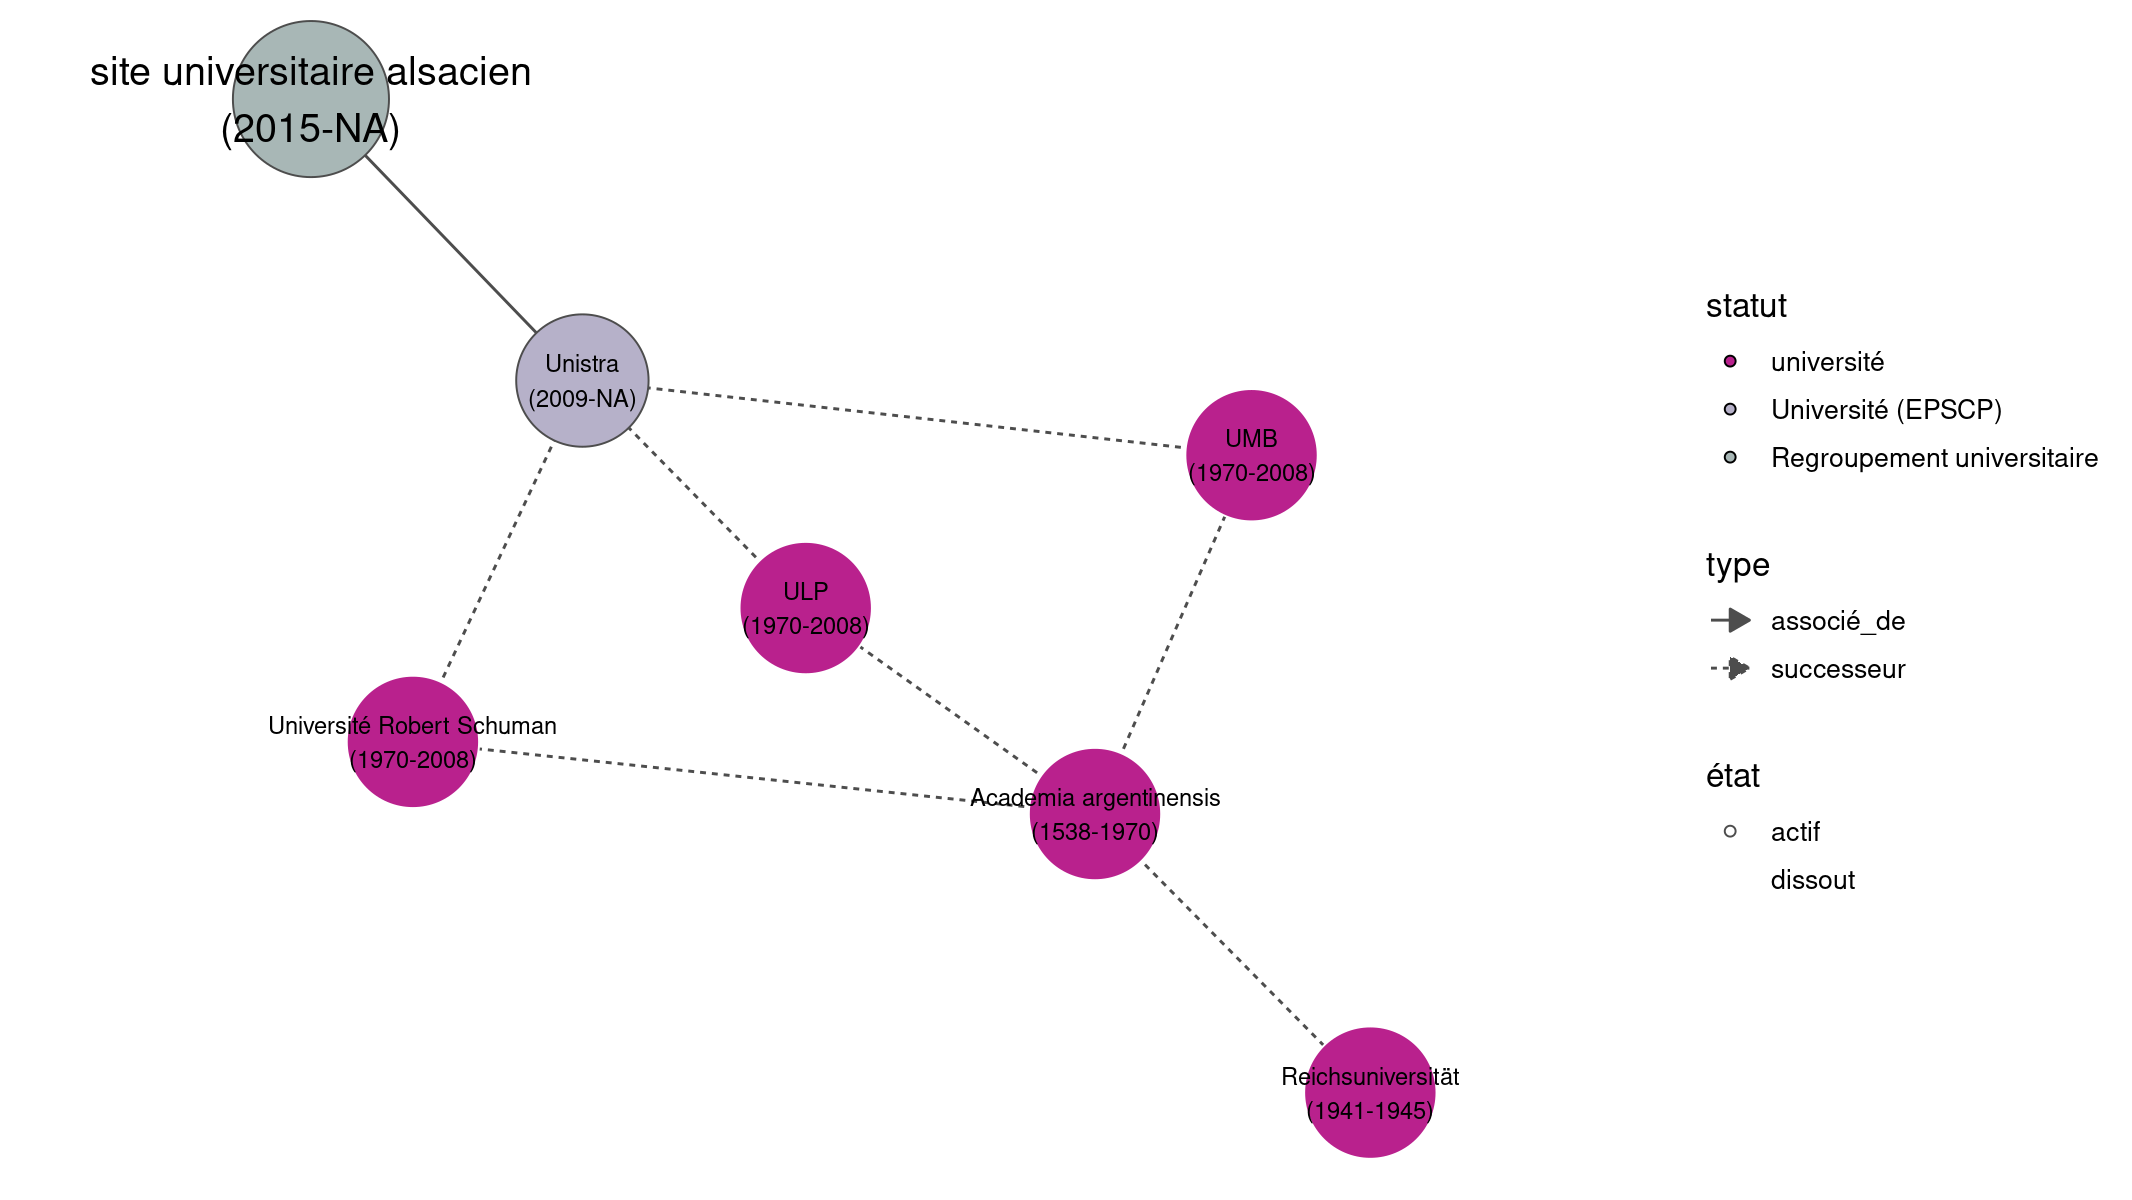 site universitaire alsacien
(2015-NA)
Unistra
(2009-NA)
UMB
(1970-2008)
ULP
(1970-2008)
Université Robert Schuman
(1970-2008)
Academia argentinensis
(1538-1970)
Reichsuniversität
(1941-1945)
statut
université
Université (EPSCP)
Regroupement universitaire
type
associé_de
successeur
état
actif
dissout